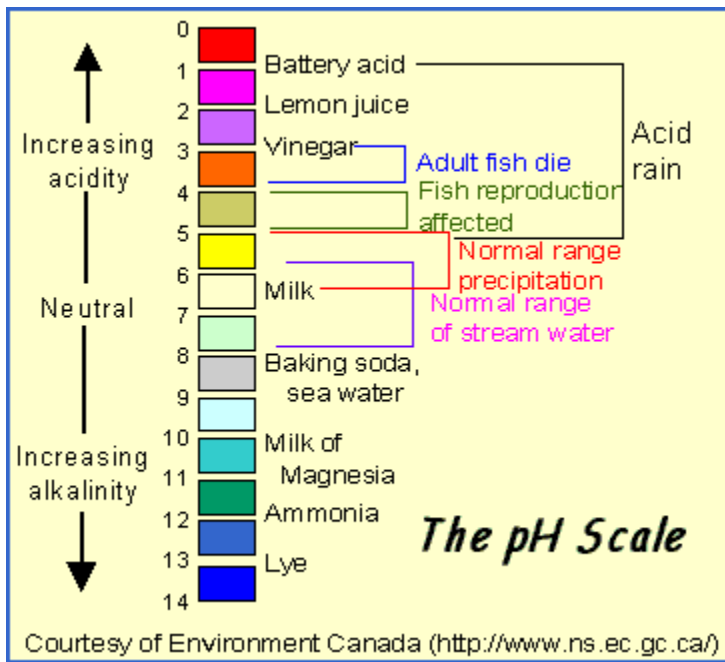 0
1
Battery acid
Lemon juice
2
Increasing
acidity
Vinegar
3
Adult fish die
Acid
rain
4
Fish reproduction
affected
5
Normal range
precipitation
6
Neutral
Milk
Normal range
of stream water
7
8
Baking soda,
sea water
9
10
Increasing
alkalinity
Milk of
Magnesia
11
Ammonia
12
The pH Scale
13
Lye
14
Courtesy of Environment Canada (http://www.ns.ec.gc.ca/)